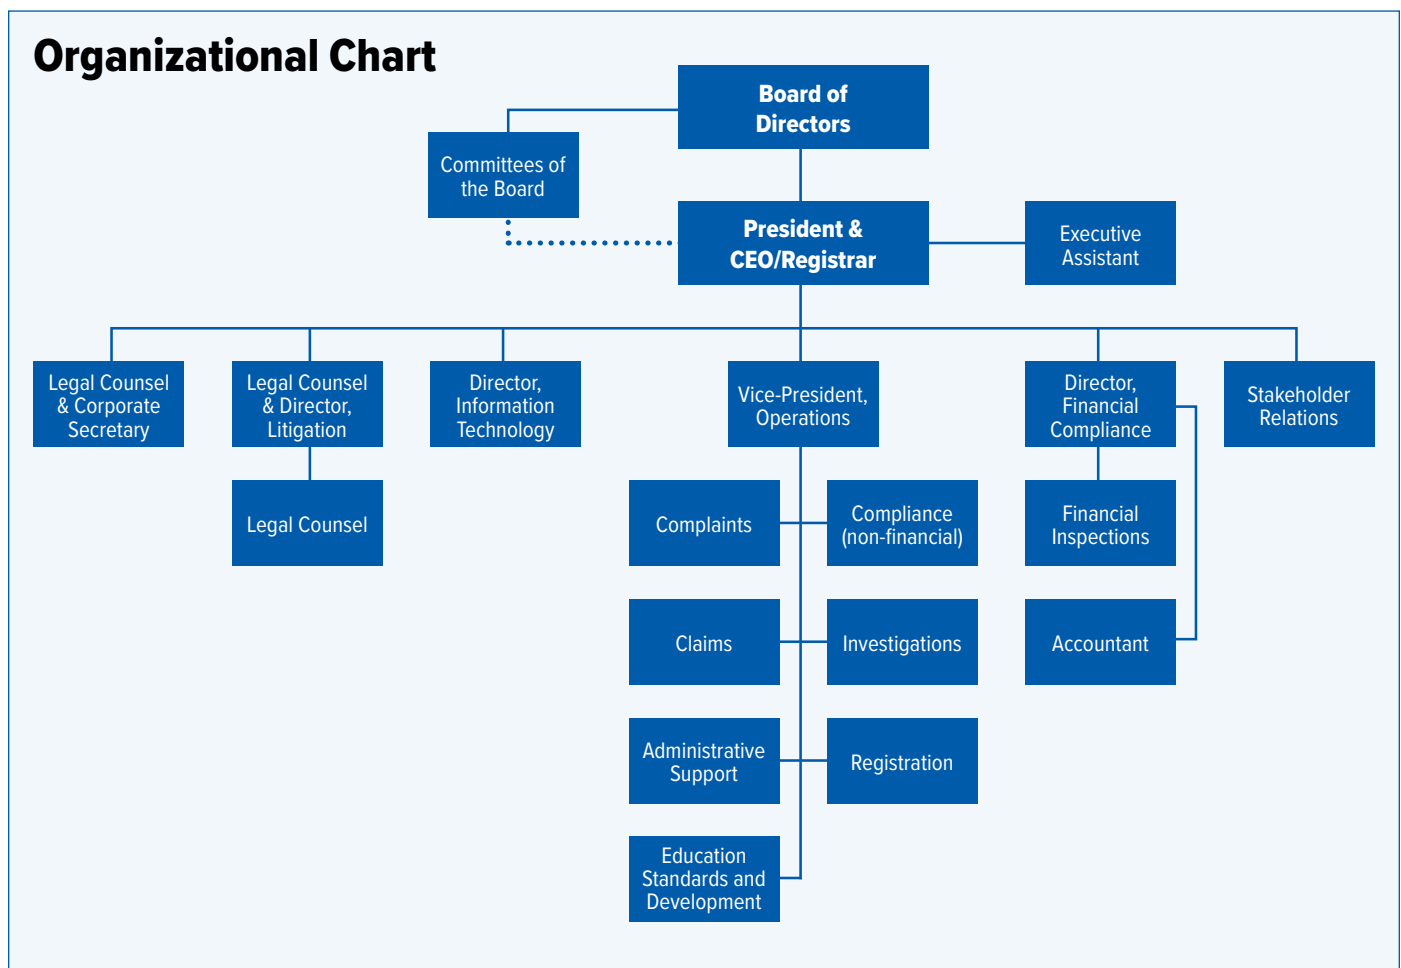 Organizational Chart
Board of
Directors
Committees of
the Board
President &
CEO/Registrar
Executive
Assistant
Legal Counsel
& Corporate
Secretary
Legal Counsel
& Director,
Litigation
Director,
Information
Technology
Vice-President,
Operations
Director,
Financial
Compliance
Stakeholder
Relations
Legal Counsel
Complaints
Compliance
(non-financial)
Financial
Inspections
Claims
Investigations
Accountant
Administrative
Support
Registration
Education
Standards and
Development